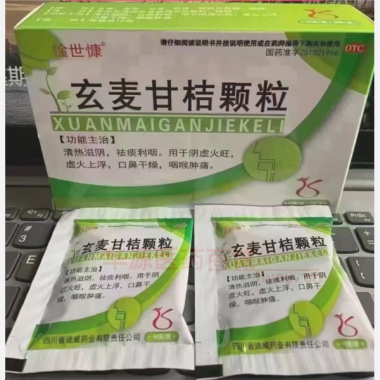 佺世慷
请仔细阅读说明书并按说明使用或在药师指导下购买和使用
OTC
玄麦甘桔颗粒
XUANMAIGANJIEKELI
【功能主治】
清热滋阴，祛痰利咽。用于阴虚火旺，
虚火上浮，口鼻干燥，咽喉肿痛。
玄麦甘桔颗粒
XUANMAIGANJIEKELI
【功能主治】
清热滋阴，祛痰利咽。用于阴
虚火旺，虚火上浮，口鼻干
燥，咽喉肿痛。
四川省通威药业有限责任公司
玄麦甘桔颗粒
XUANMAIGANJIEKELI
【功能主治】
清热滋阴，祛痰利咽。用于阴
虚火旺，虚火上浮，口鼻干
燥，咽喉肿痛。
四川省通威药业有限责任公司